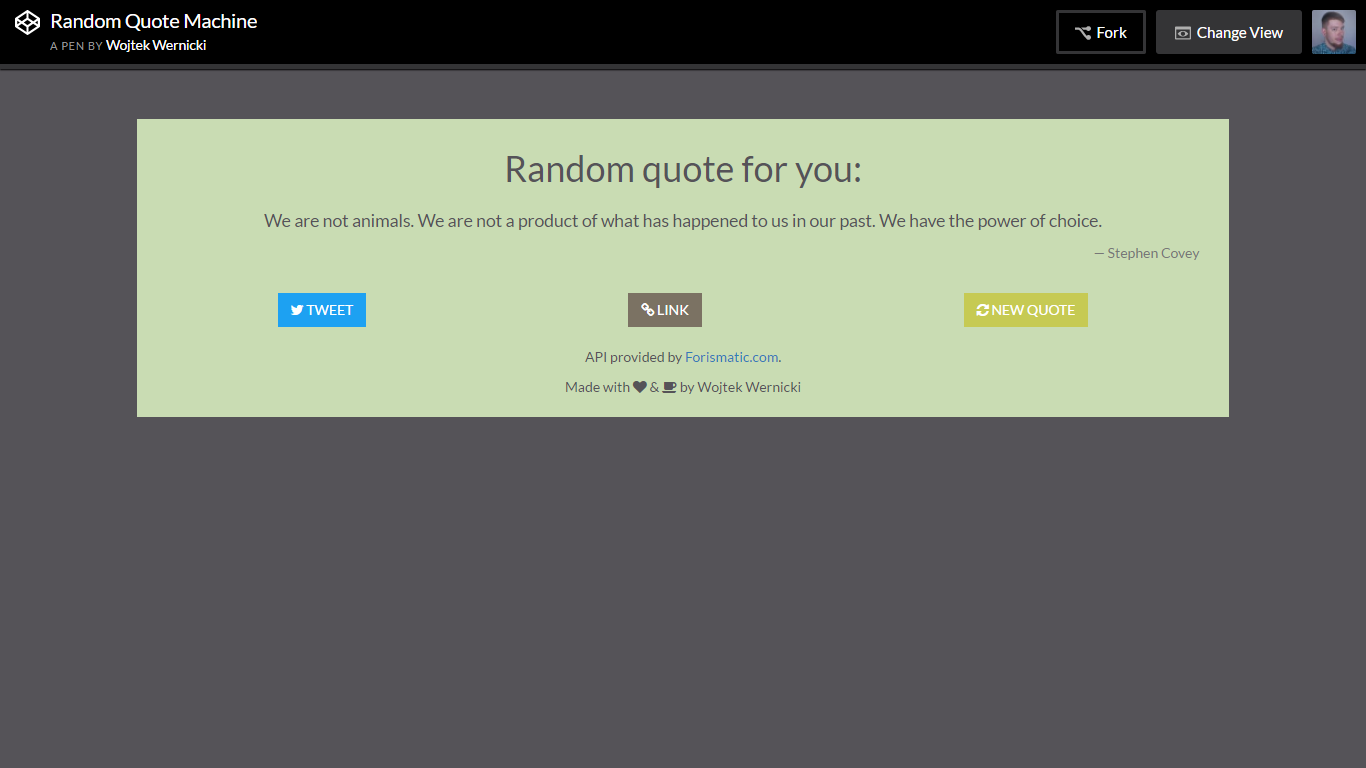 Random Quote Machine
A PEN BY Wojtek Wernicki
Fork
Change View
Random quote for you:
We are not animals. We are not a product of what has happened to us in our past. We have the power of choice.
— Stephen Covey
TWEET
LINK
NEW QUOTE
API provided by Forismatic.com.
Made with & by Wojtek Wernicki